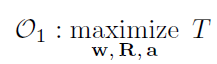 𝒪₁ : maximize T
w, R, a